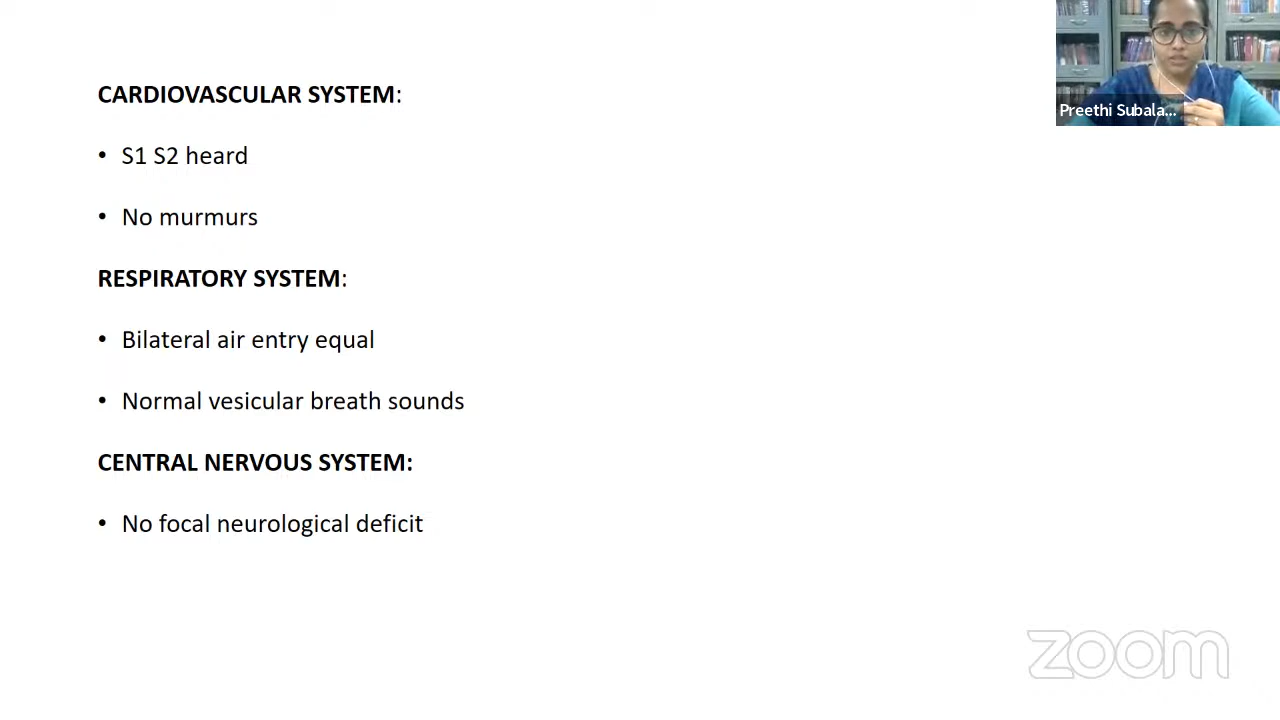 CARDIOVASCULAR SYSTEM:
• S1 S2 heard
• No murmurs
RESPIRATORY SYSTEM:
• Bilateral air entry equal
• Normal vesicular breath sounds
CENTRAL NERVOUS SYSTEM:
• No focal neurological deficit
Preethi Subala...
zoom